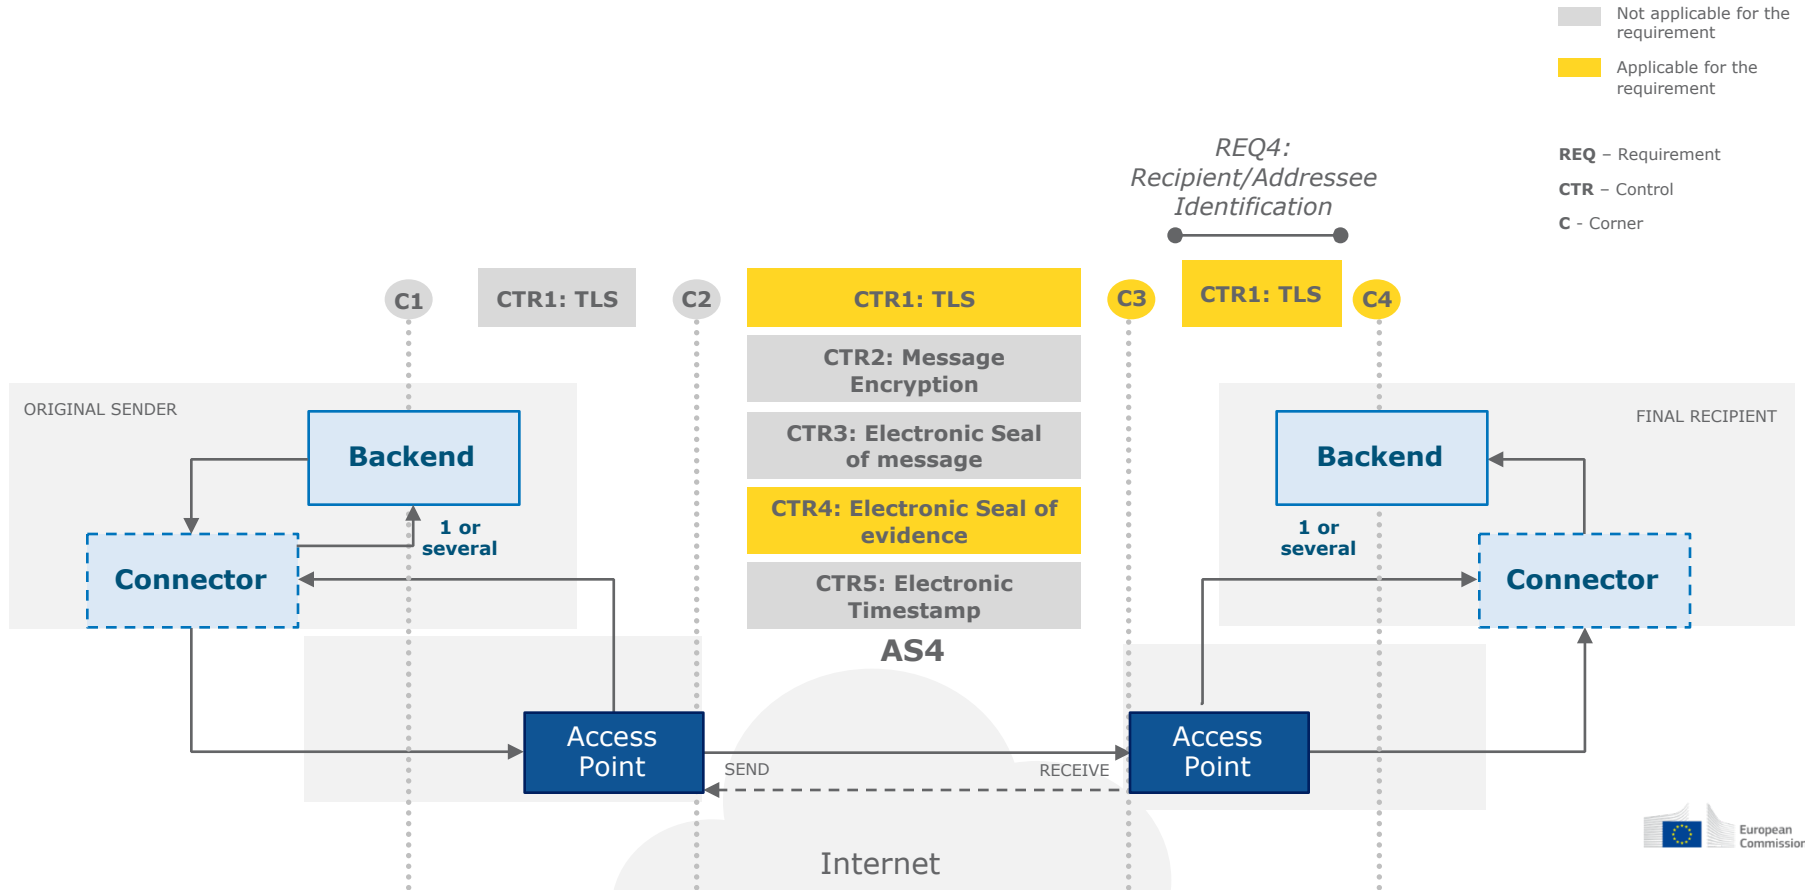 Not applicable for the
requirement
Applicable for the
requirement
REQ – Requirement
CTR – Control
C - Corner
REQ4:
Recipient/Addressee
Identification
C1
CTR1: TLS
C2
CTR1: TLS
C3
CTR1: TLS
C4
CTR2: Message
Encryption
CTR3: Electronic Seal
of message
CTR4: Electronic Seal of
evidence
CTR5: Electronic
Timestamp
AS4
ORIGINAL SENDER
Backend
1 or
several
Connector
Access
Point
SEND
RECEIVE
Internet
Access
Point
FINAL RECIPIENT
Backend
1 or
several
Connector
European
Commission